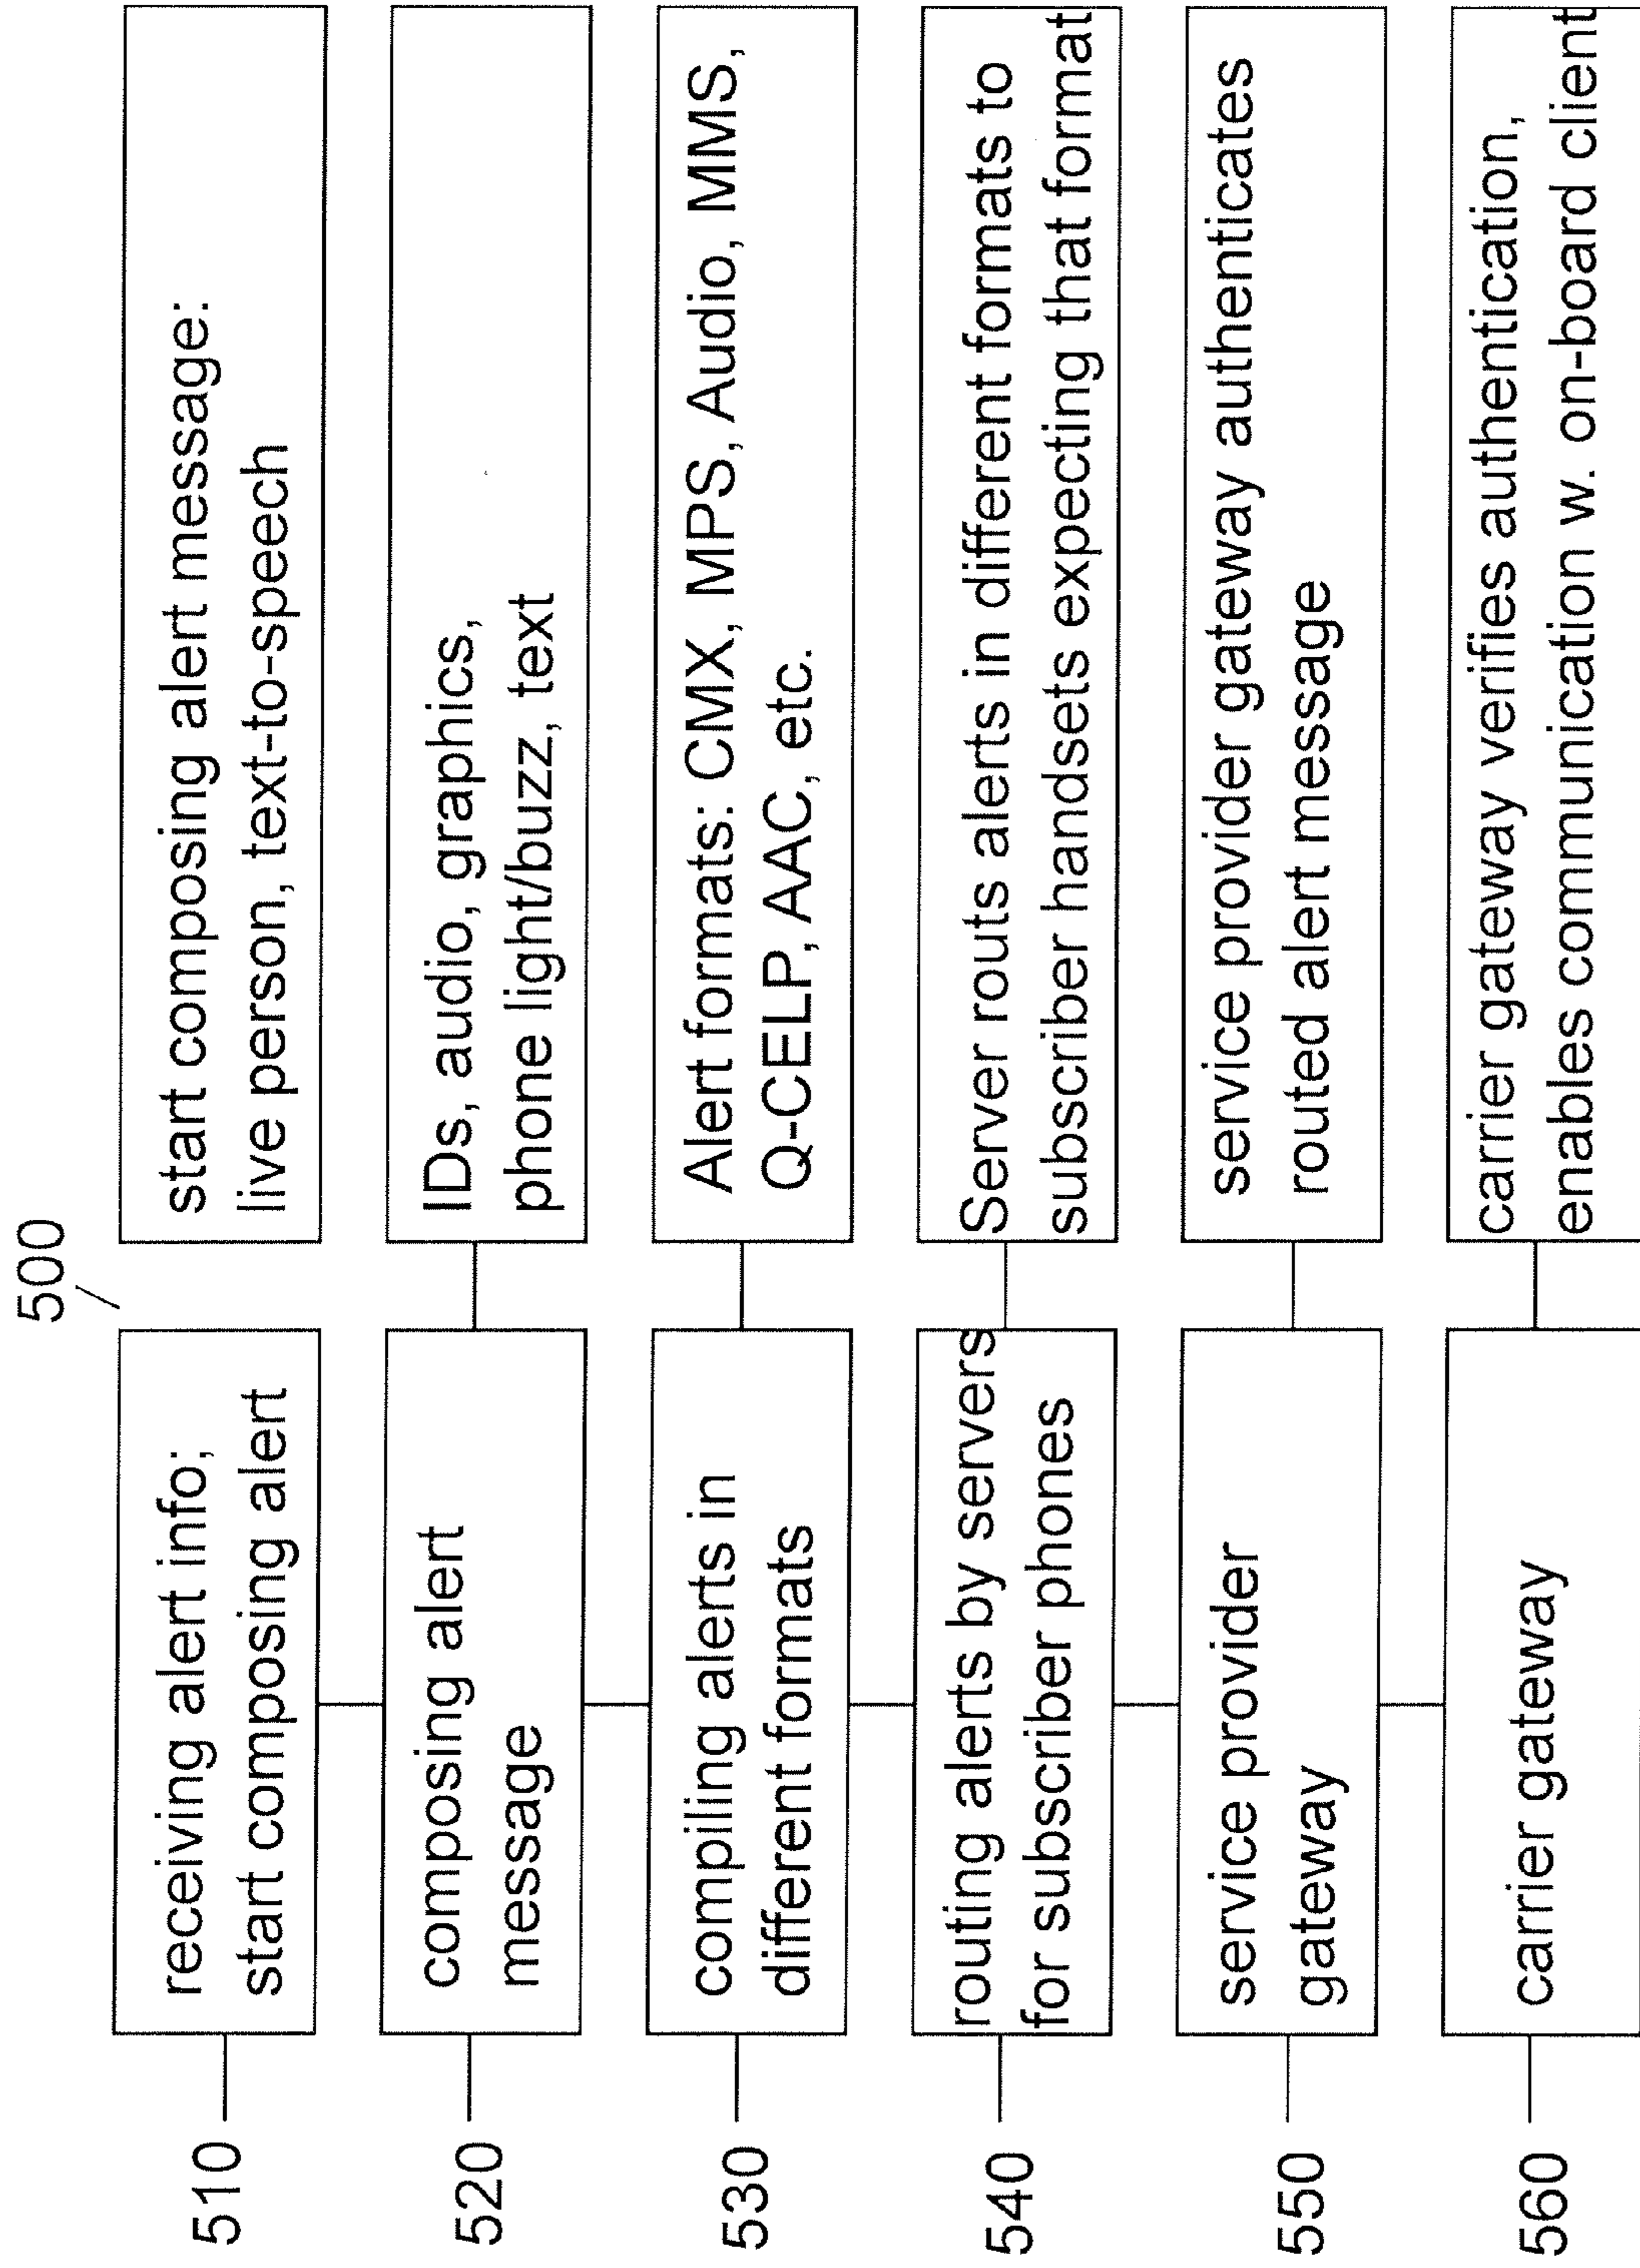 500
510
receiving alert info;
start composing alert
start composing alert message:
live person, text-to-speech
520
composing alert
message
IDs, audio, graphics,
phone light/buzz, text
530
compiling alerts in
different formats
Alert formats: CMX, MPS, Audio, MMS,
Q-CELP, AAC, etc.
540
routing alerts by servers
for subscriber phones
Server routs alerts in different formats to
subscriber handsets expecting that format
550
service provider
gateway
service provider gateway authenticates
routed alert message
560
carrier gateway
carrier gateway verifies authentication,
enables communication w. on-board client